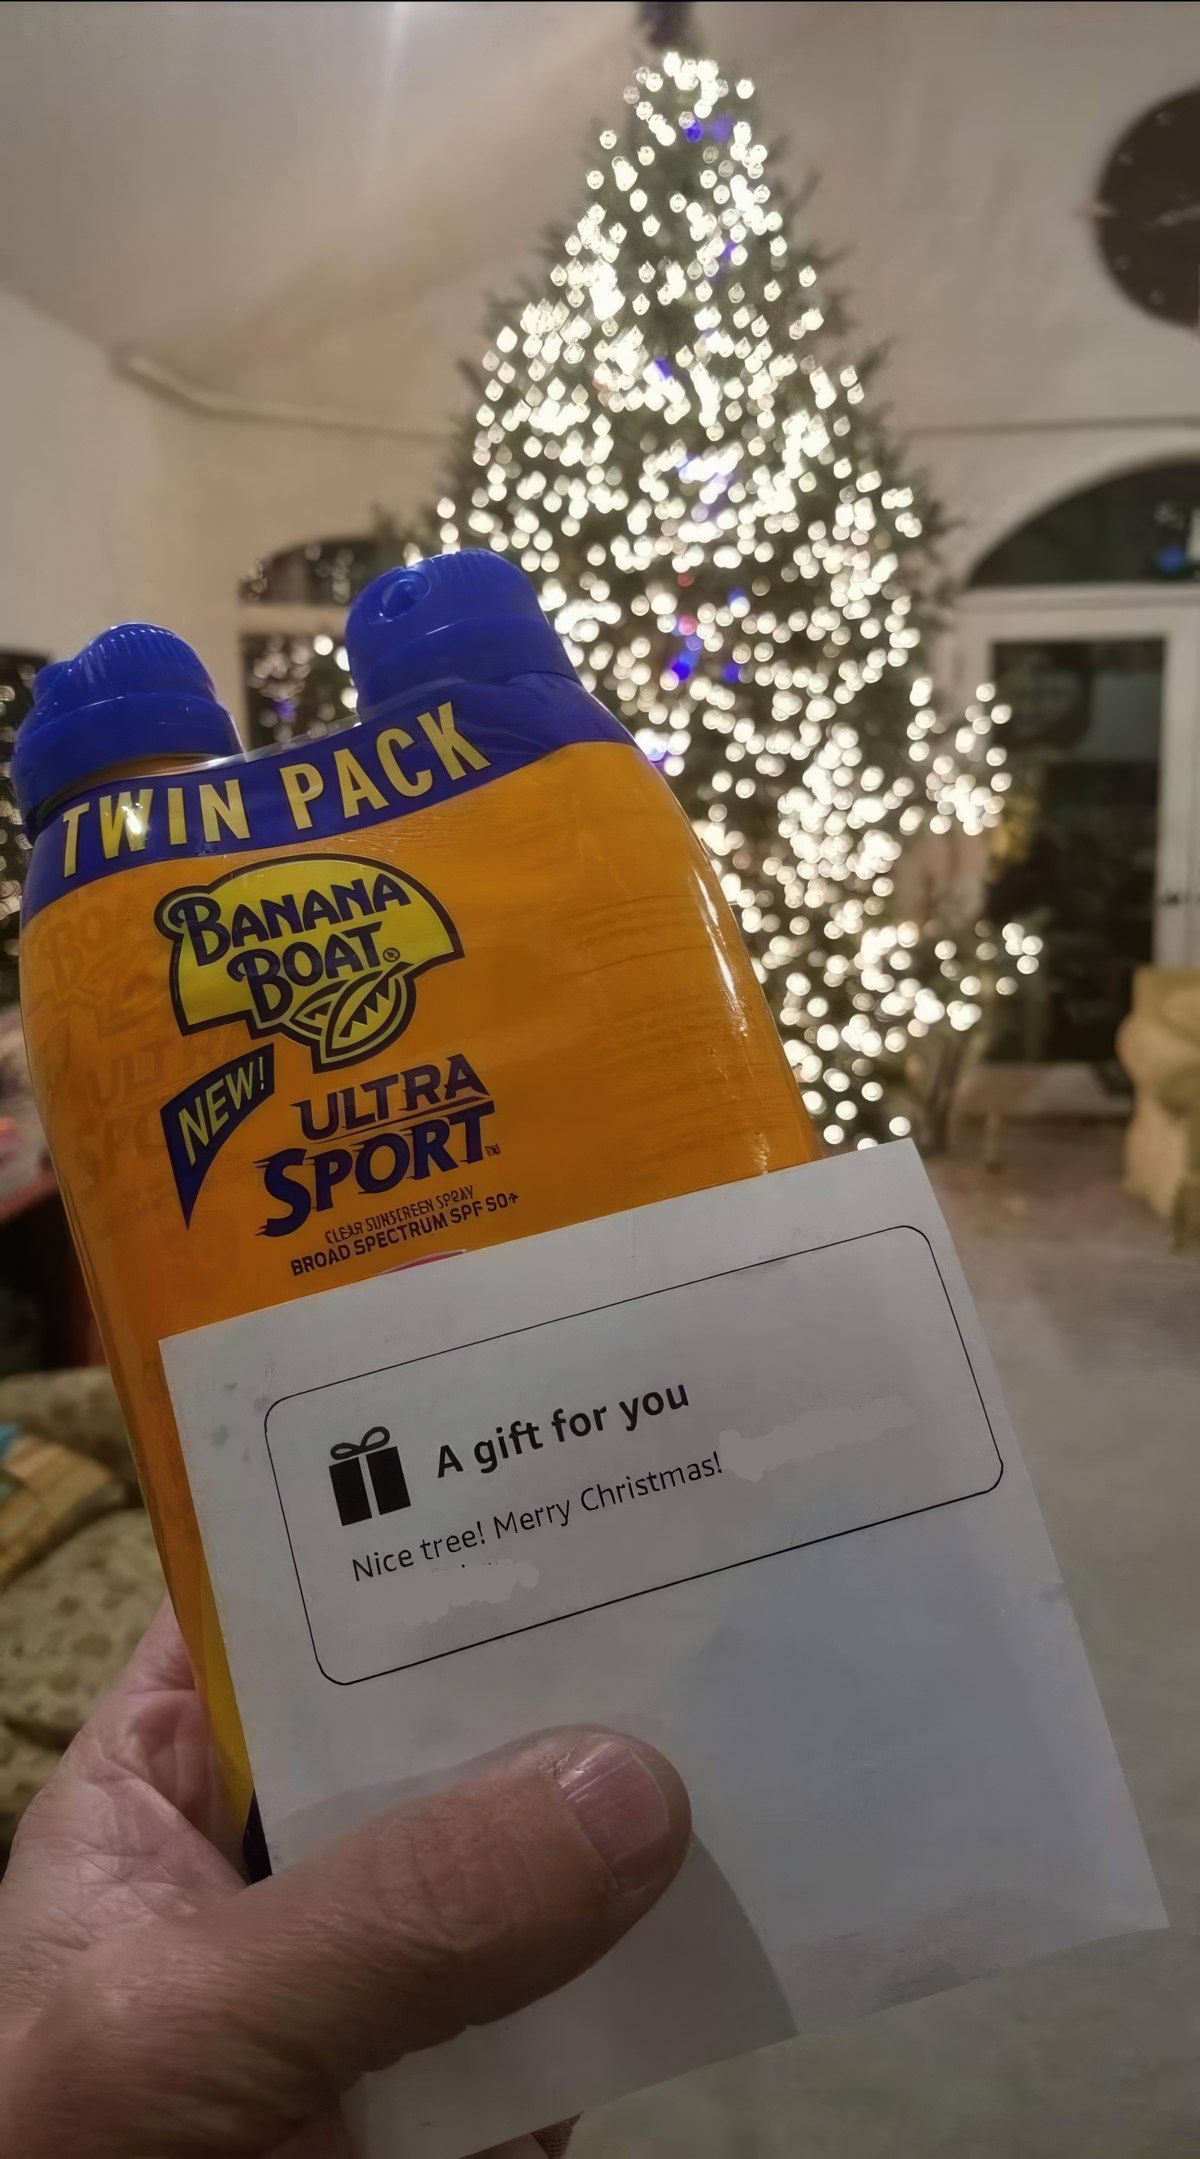 TWIN PACK
BANANA
BOAT®
NEW!
ULTRA
SPORT™
CLEAR SUNSCREEN SPRAY
BROAD SPECTRUM SPF 50+
A gift for you
Nice tree! Merry Christmas!